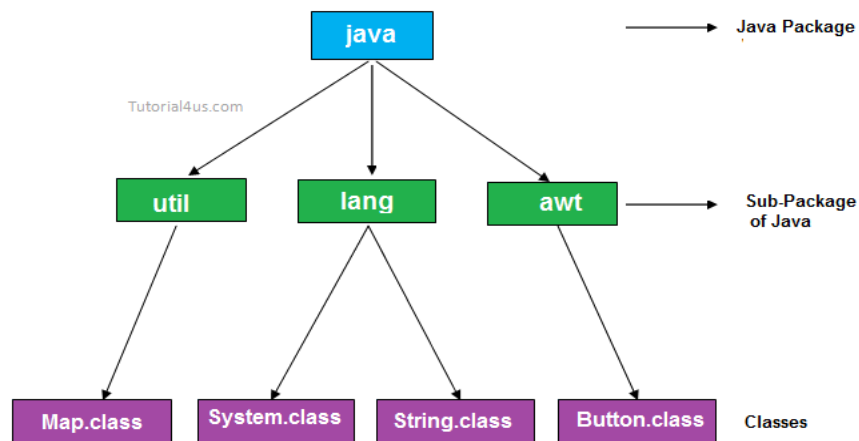 java
Java Package
Tutorial4us.com
util
lang
awt
Sub-Package
of Java
Map.class
System.class
String.class
Button.class
Classes